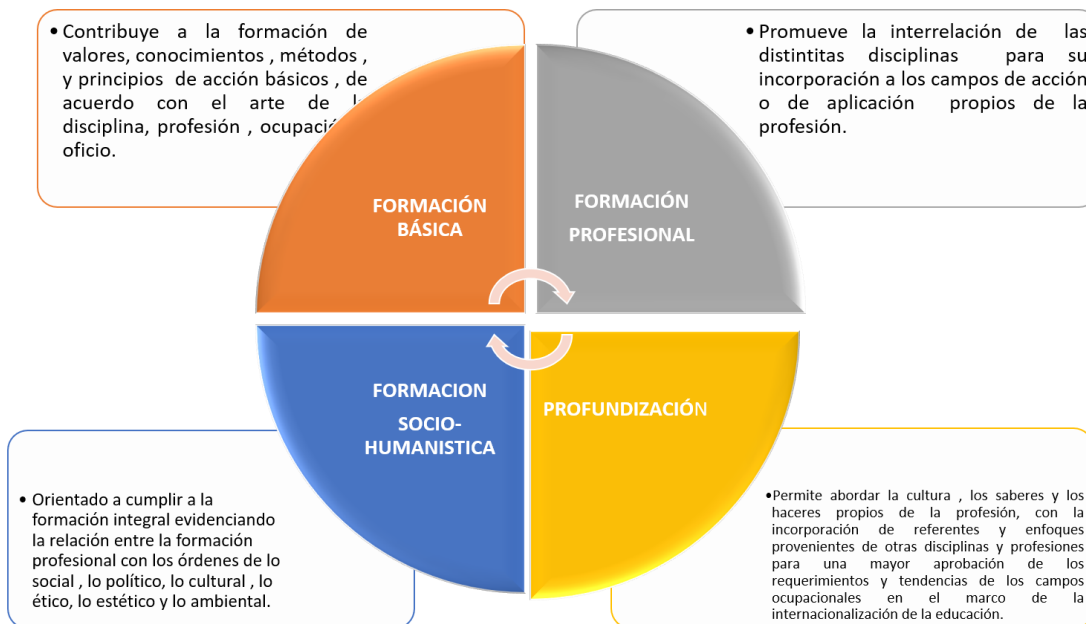 • Contribuye a la formación de
valores, conocimientos , métodos ,
y principios de acción básicos , de
acuerdo con el arte de
disciplina, profesión , ocupación
oficio.
• Promueve la interrelación de las
distintitas disciplinas para su
incorporación a los campos de acción
o de aplicación propios de la
profesión.
FORMACIÓN
BÁSICA
FORMACIÓN
PROFESIONAL
FORMACION
SOCIO-
HUMANISTICA
PROFUNDIZACIÓN
• Orientado a cumplir a la
formación integral evidenciando
la relación entre la formación
profesional con los órdenes de lo
social , lo político, lo cultural , lo
ético, lo estético y lo ambiental.
•Permite abordar la cultura , los saberes y los
haceres propios de la profesión, con la
incorporación de referentes y enfoques
provenientes de otras disciplinas y profesiones
para una mayor aprobación de los
requerimientos y tendencias de los campos
ocupacionales en el marco de la
internacionalización de la educación.